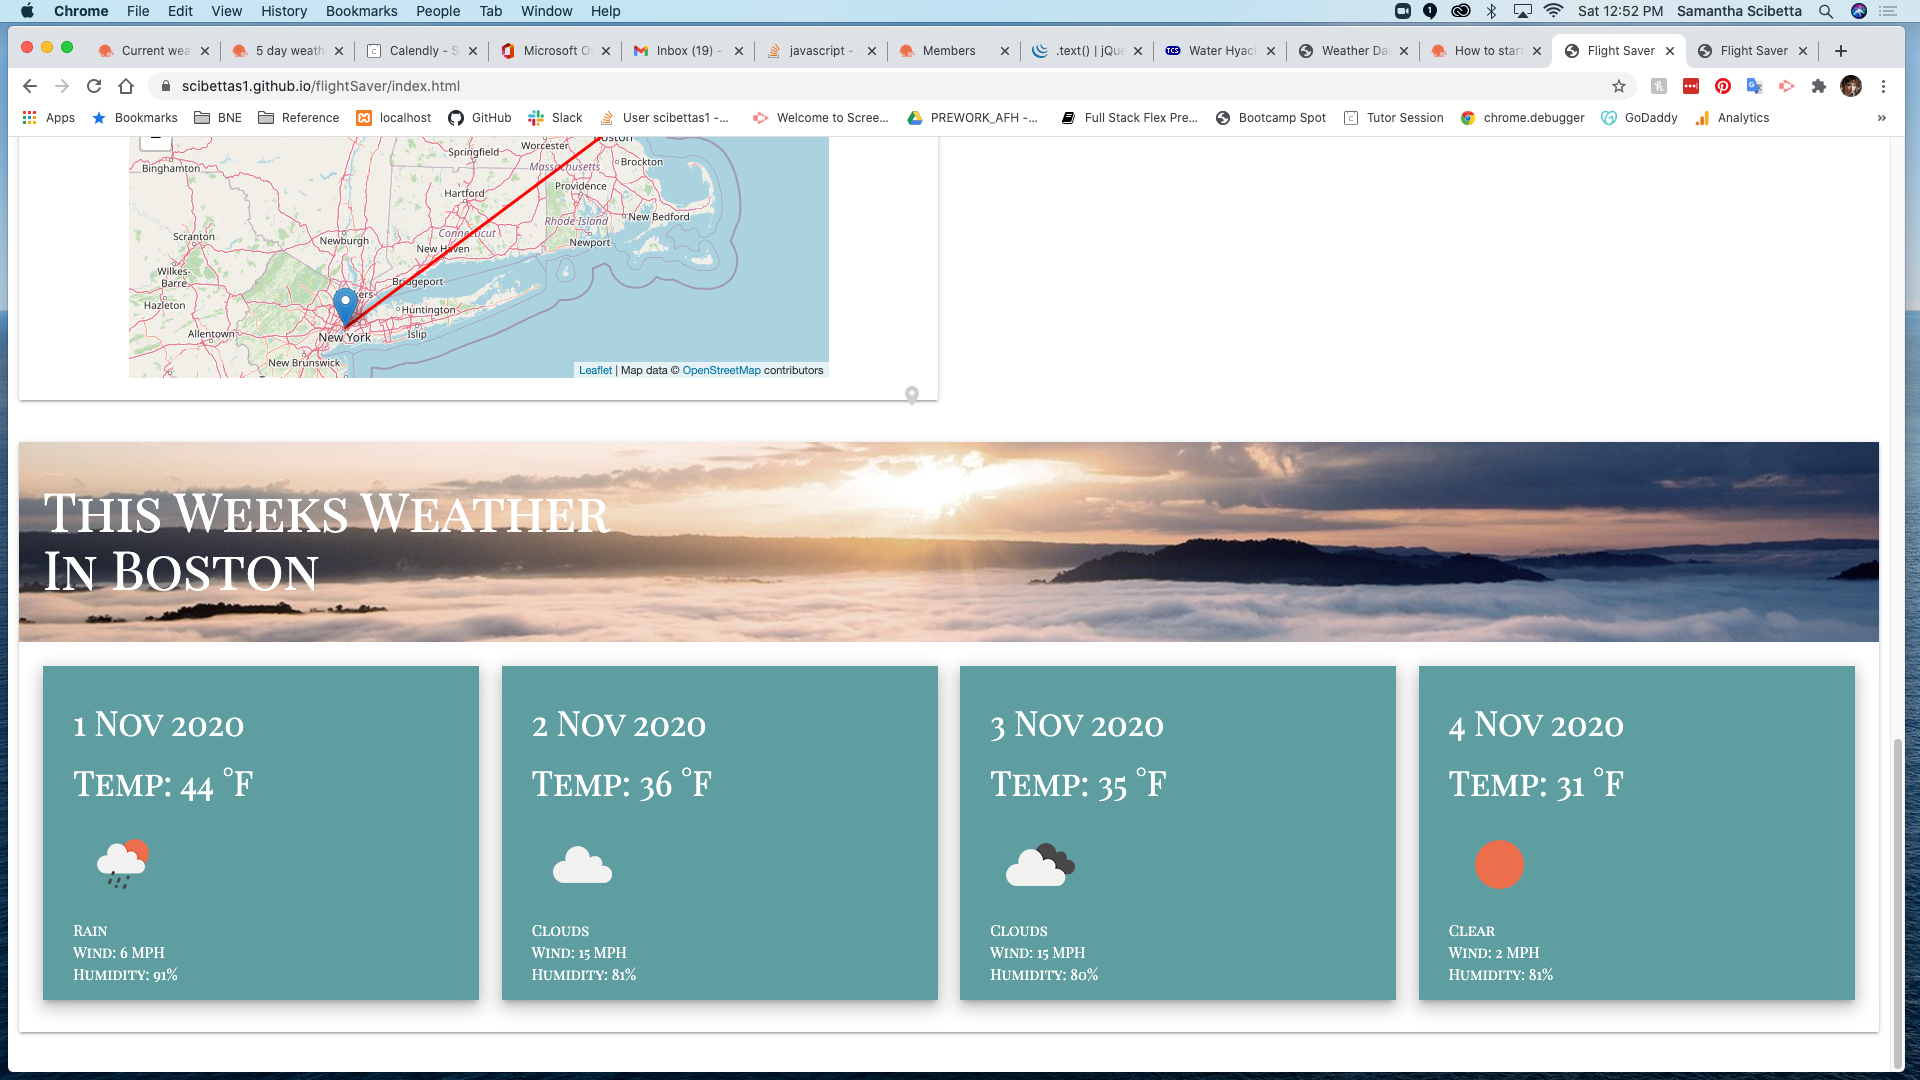 Chrome File Edit View History Bookmarks People Tab Window Help
1
Sat 12:52 PM Samantha Scibetta
Current wea
5 day weath
Calendly - S
Microsoft O
Inbox (19) -
javascript -
Members
.text() | jQue
Water Hyac
Weather Da
How to start
Flight Saver
Flight Saver
scibettas1.github.io/flightSaver/index.html
Apps Bookmarks BNE Reference localhost GitHub Slack User scibettas1 -... Welcome to Scree... PREWORK_AFH -... Full Stack Flex Pre... Bootcamp Spot Tutor Session chrome.debugger GoDaddy Analytics »
Boston
Worcester
Springfield
Brockton
Massachusetts
Binghamton
Providence
Hartford
New Bedford
Rhode Island
Connecticut
Scranton
Newburgh
Newport
New Haven
Wilkes-
Barre
Bridgeport
Hazleton
Huntington
Allentown
New York
Islip
New Brunswick
Leaflet | Map data © OpenStreetMap contributors
This Weeks Weather
In Boston
1 Nov 2020
Temp: 44 °F
Rain
Wind: 6 MPH
Humidity: 91%
2 Nov 2020
Temp: 36 °F
Clouds
Wind: 15 MPH
Humidity: 81%
3 Nov 2020
Temp: 35 °F
Clouds
Wind: 15 MPH
Humidity: 80%
4 Nov 2020
Temp: 31 °F
Clear
Wind: 2 MPH
Humidity: 81%